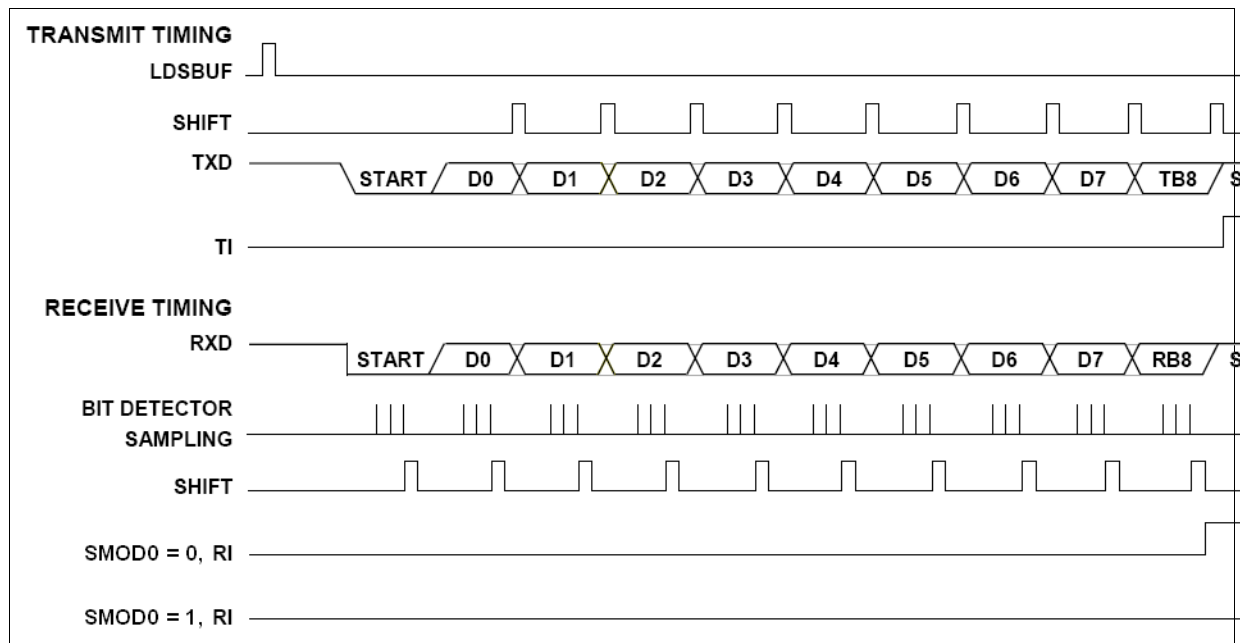 TRANSMIT TIMING
LDSBUF
SHIFT
TXD START D0 D1 D2 D3 D4 D5 D6 D7 TB8 S
TI
RECEIVE TIMING
RXD START D0 D1 D2 D3 D4 D5 D6 D7 RB8 S
BIT DETECTOR
SAMPLING
SHIFT
SMOD0 = 0, RI
SMOD0 = 1, RI